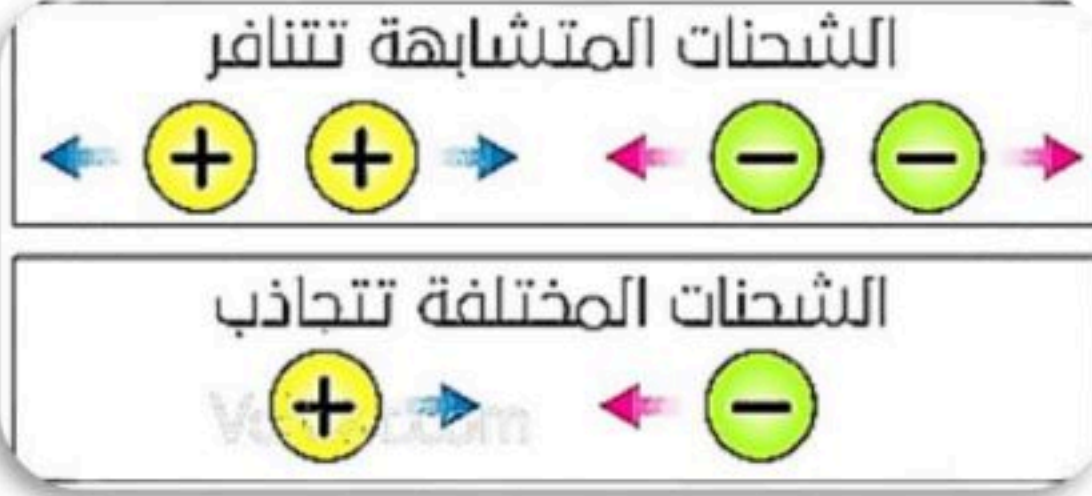 الشحنات المتشابهة تتنافر
+ + − −
الشحنات المختلفة تتجاذب
+ −